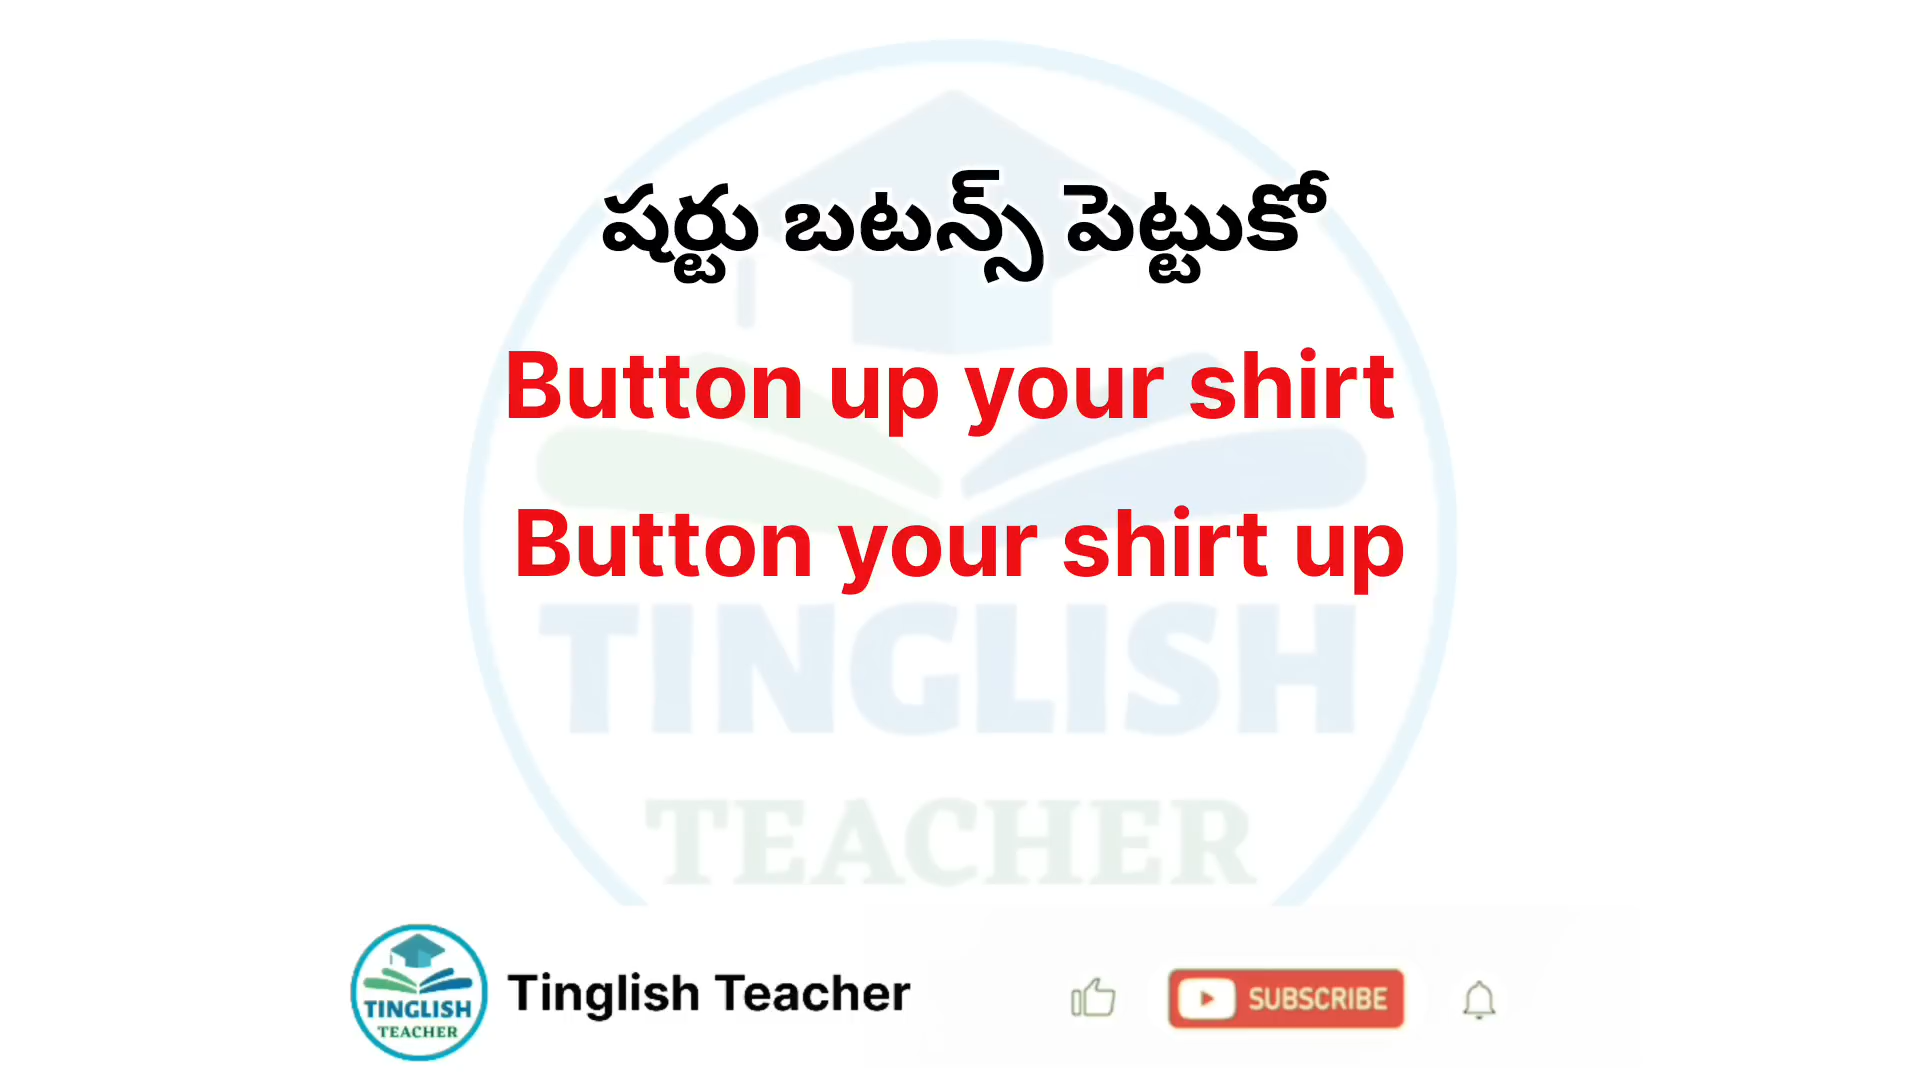 షర్టు బటన్స్ పెట్టుకో
Button up your shirt
Button your shirt up
TINGLISH
TEACHER
TINGLISH
TEACHER
Tinglish Teacher
SUBSCRIBE